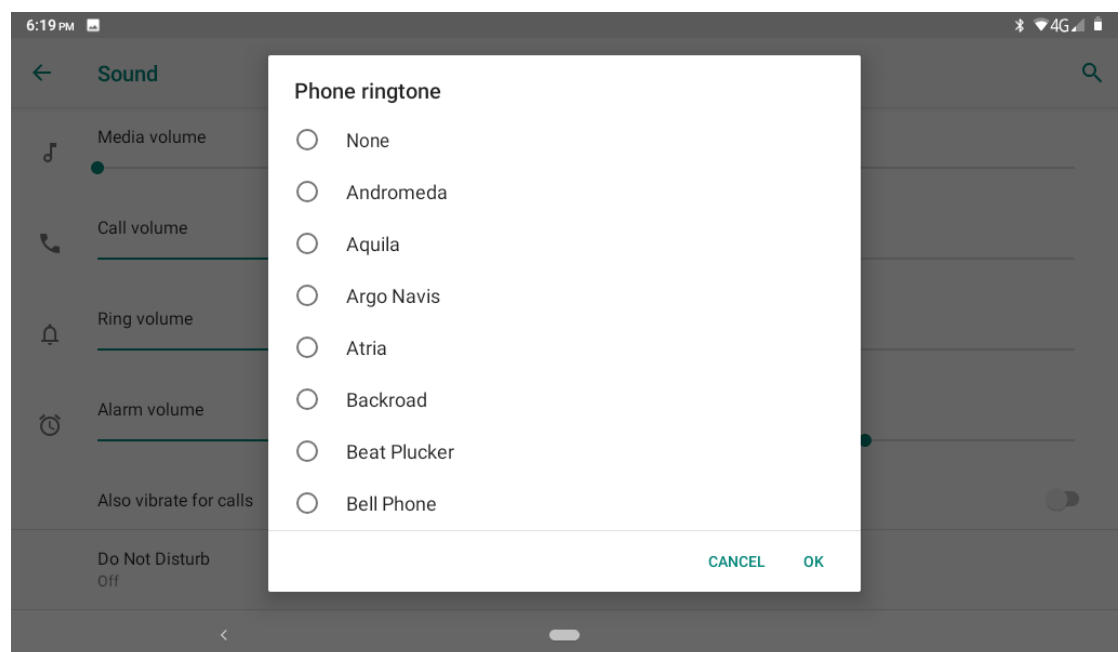 6:19 PM
4G
Sound
Phone ringtone
Media volume
None
Andromeda
Call volume
Aquila
Argo Navis
Ring volume
Atria
Backroad
Alarm volume
Beat Plucker
Also vibrate for calls
Bell Phone
Do Not Disturb
Off
CANCEL
OK